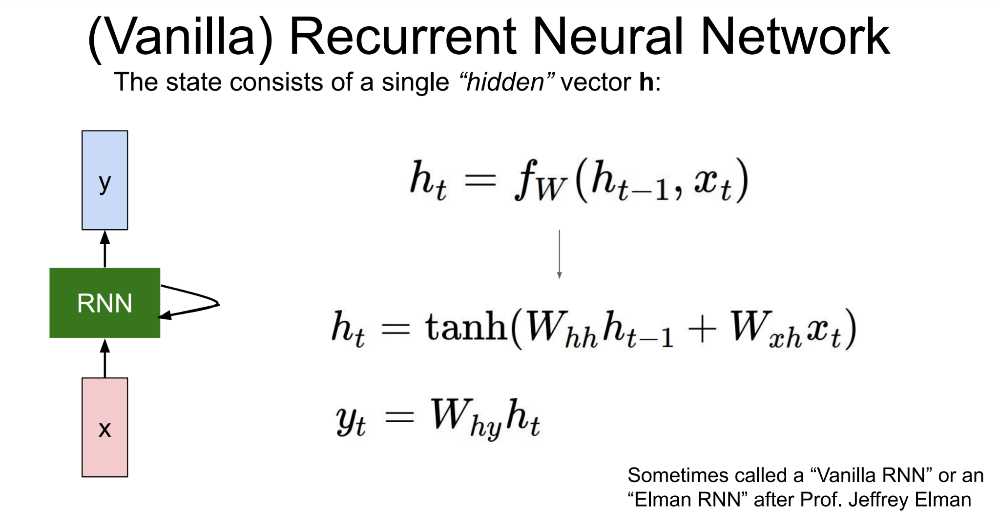 (Vanilla) Recurrent Neural Network
The state consists of a single “hidden” vector h:
y
RNN
x
h_t = f_W(h_{t−1}, x_t)
h_t = tanh(W_{hh}h_{t−1} + W_{xh}x_t)
y_t = W_{hy}h_t
Sometimes called a “Vanilla RNN” or an
“Elman RNN” after Prof. Jeffrey Elman